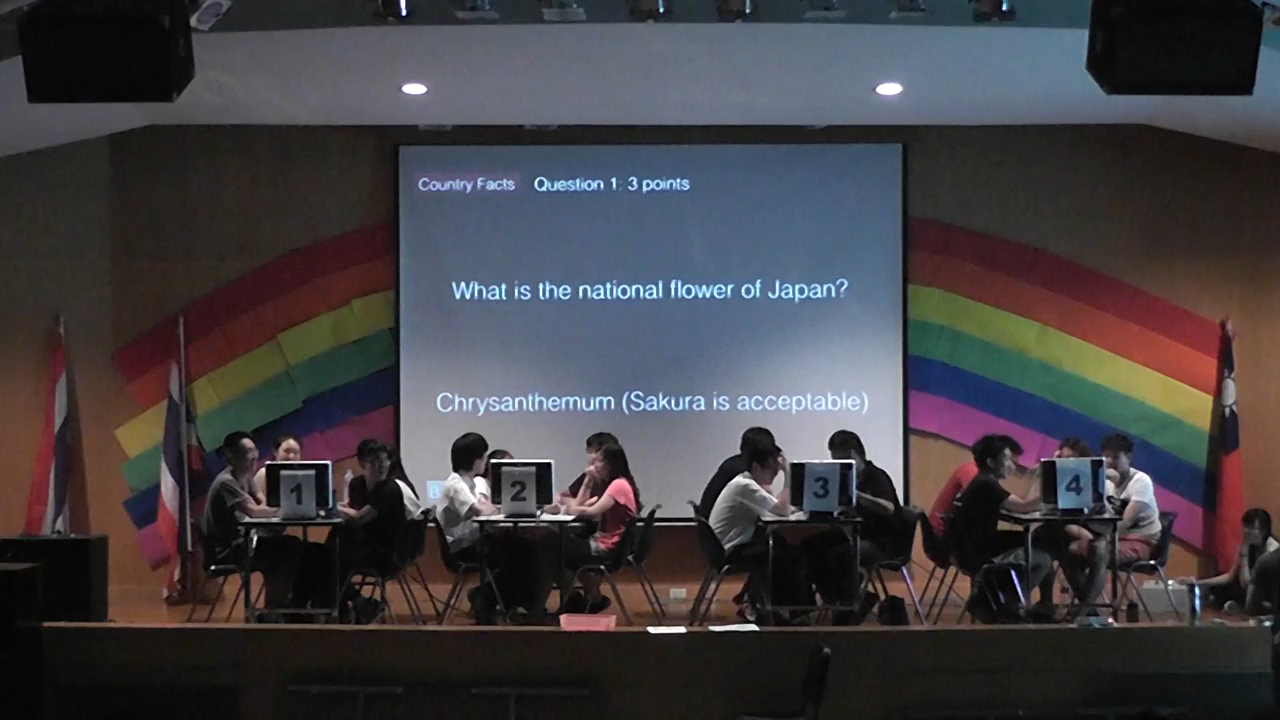 Country Facts Question 1: 3 points
What is the national flower of Japan?
Chrysanthemum (Sakura is acceptable)
1
2
3
4